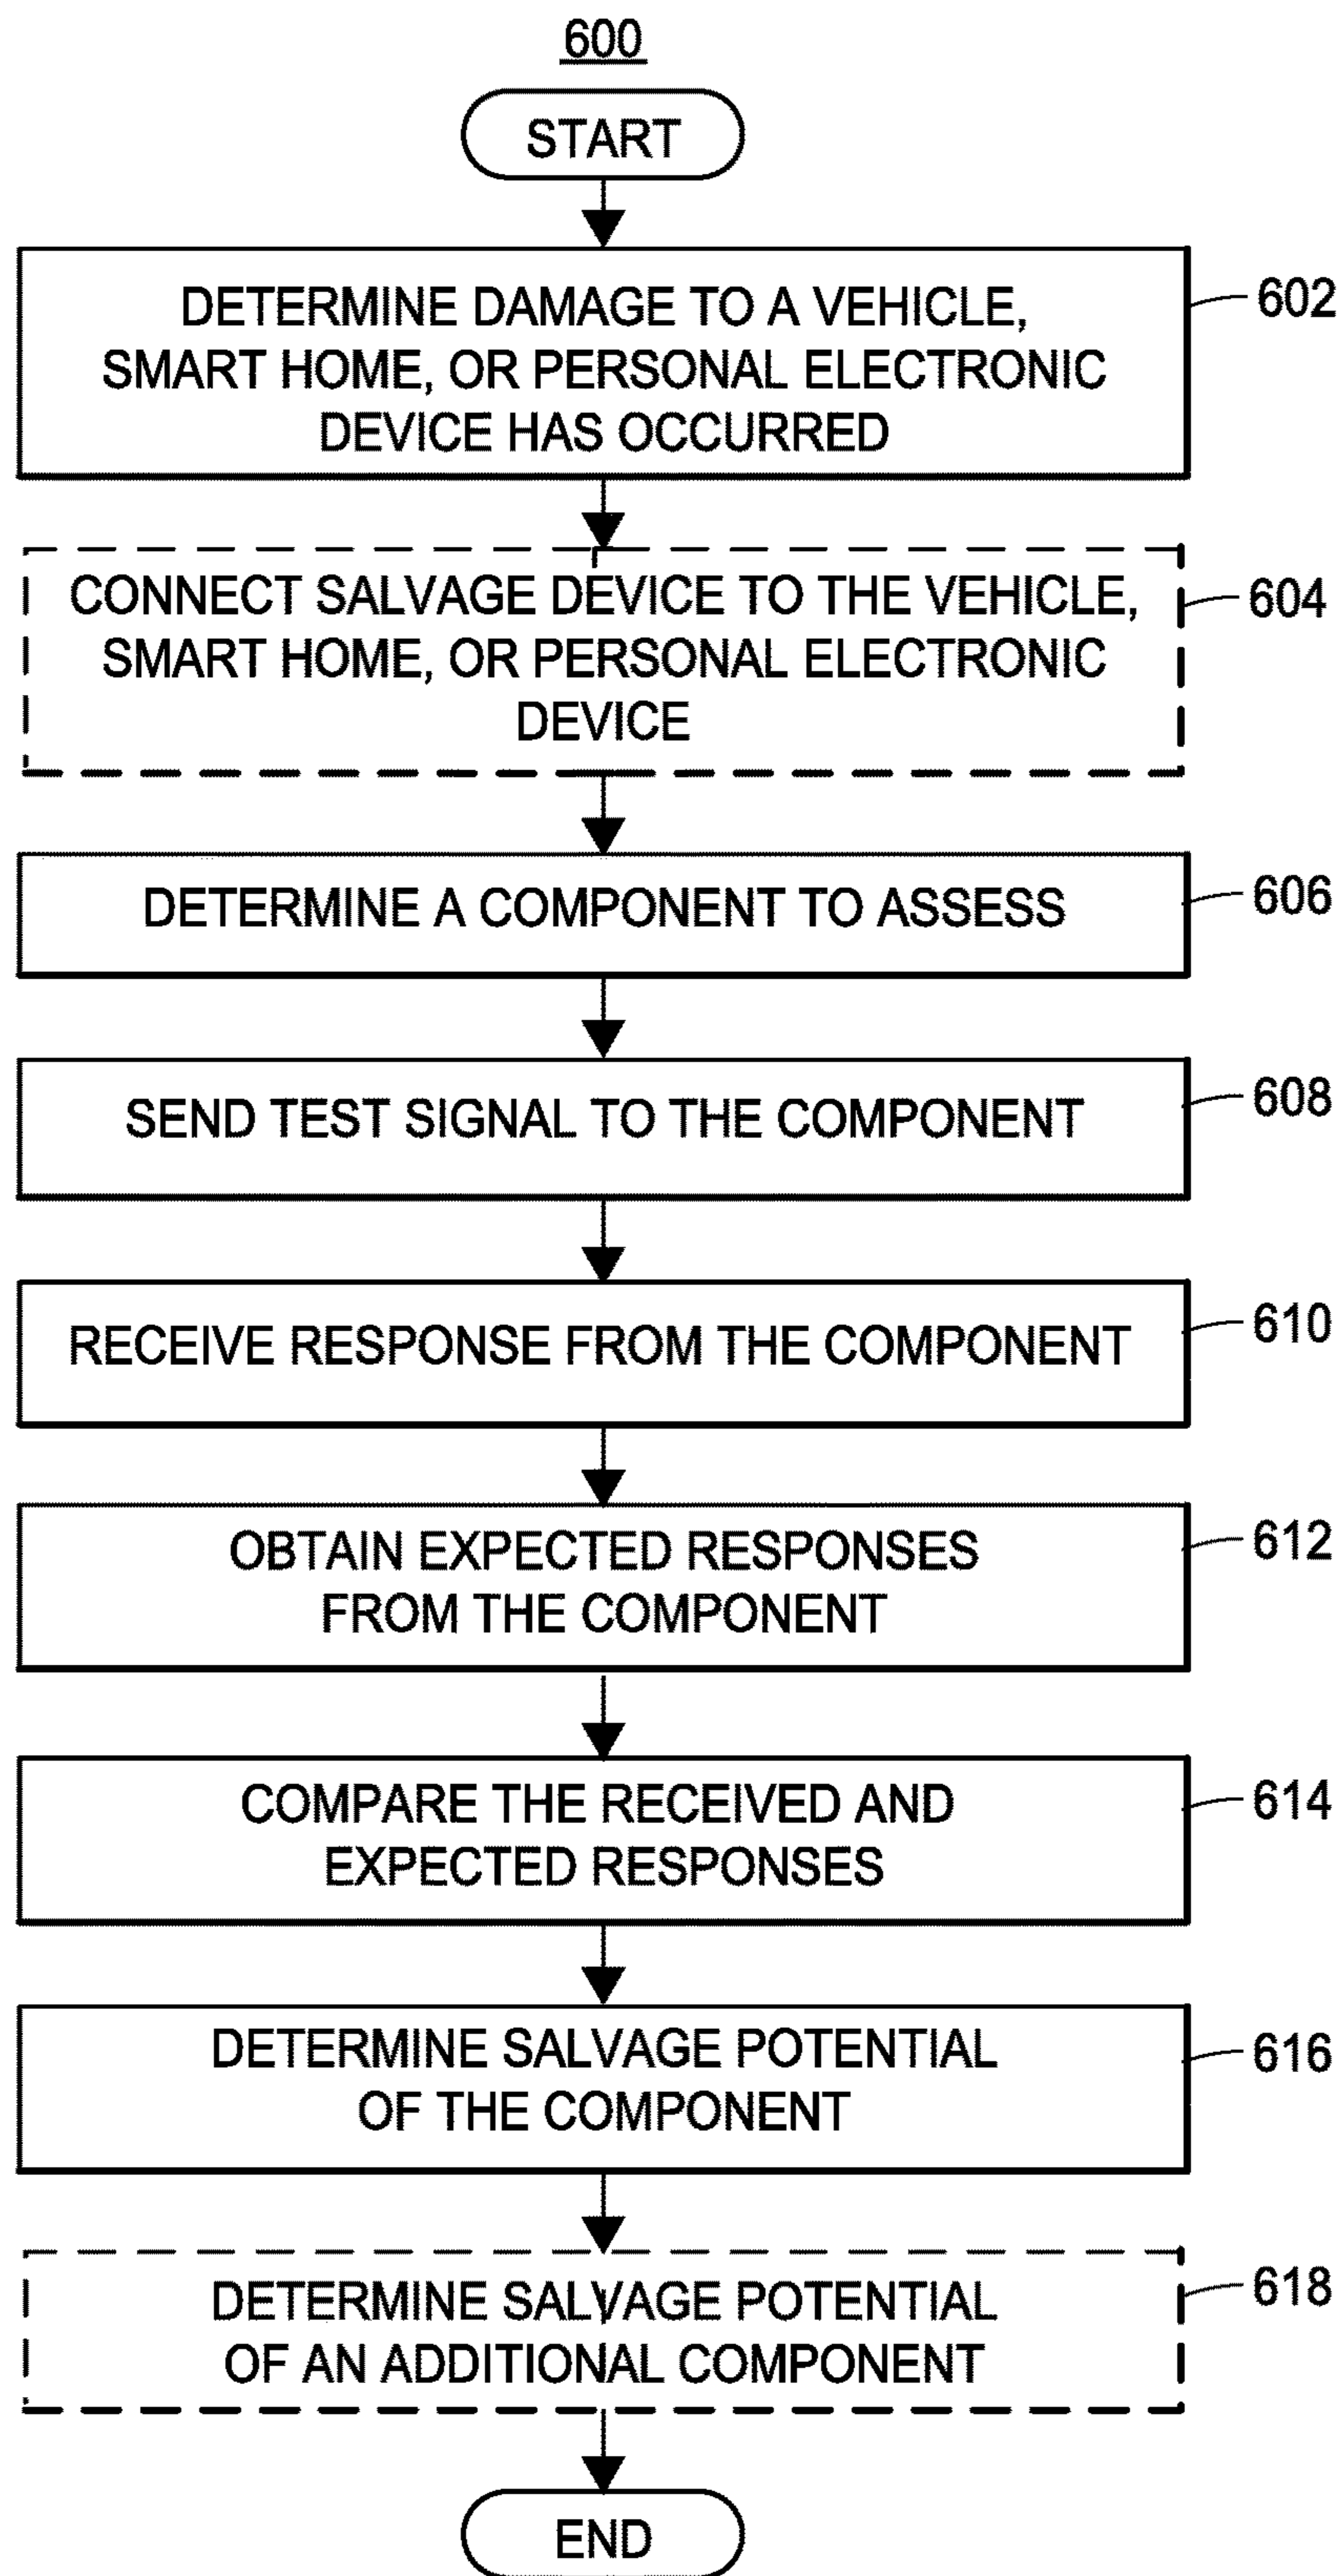 600
START
DETERMINE DAMAGE TO A VEHICLE,
SMART HOME, OR PERSONAL ELECTRONIC
DEVICE HAS OCCURRED
602
CONNECT SALVAGE DEVICE TO THE VEHICLE,
SMART HOME, OR PERSONAL ELECTRONIC
DEVICE
604
DETERMINE A COMPONENT TO ASSESS
606
SEND TEST SIGNAL TO THE COMPONENT
608
RECEIVE RESPONSE FROM THE COMPONENT
610
OBTAIN EXPECTED RESPONSES
FROM THE COMPONENT
612
COMPARE THE RECEIVED AND
EXPECTED RESPONSES
614
DETERMINE SALVAGE POTENTIAL
OF THE COMPONENT
616
DETERMINE SALVAGE POTENTIAL
OF AN ADDITIONAL COMPONENT
618
END